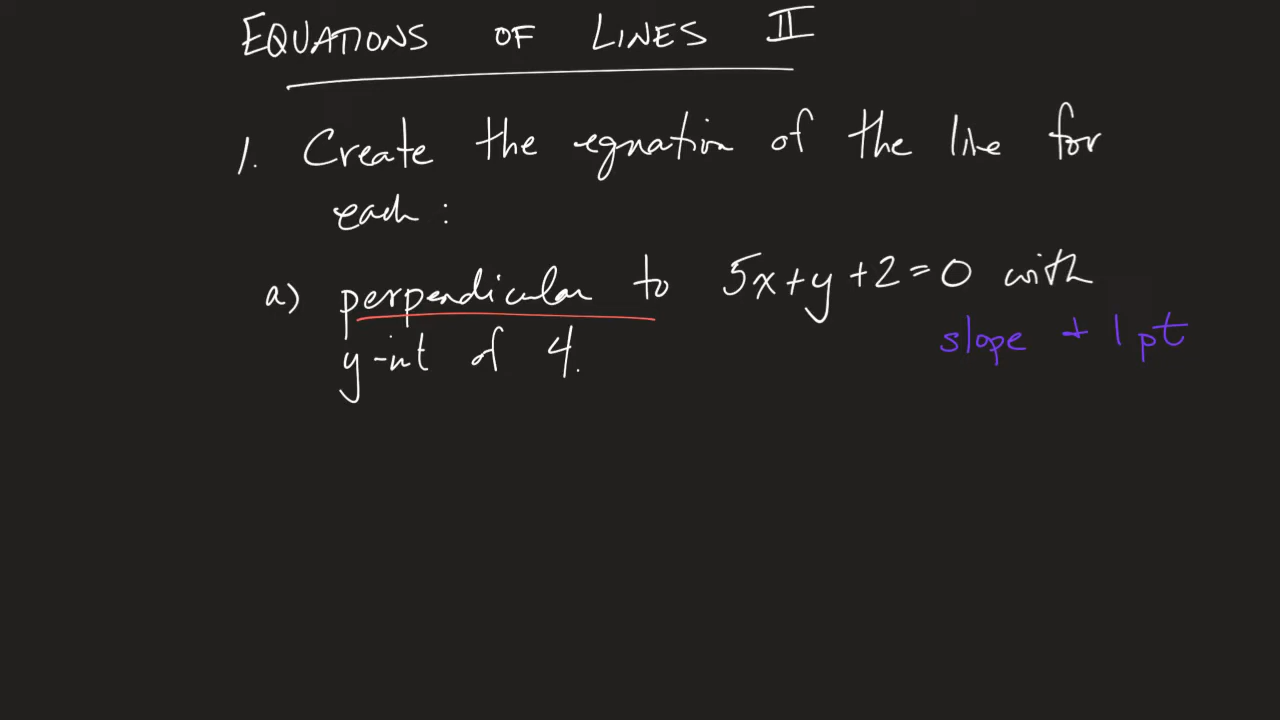 EQUATIONS OF LINES II
1. Create the equation of the line for
each :
a) perpendicular to 5x+y+2=0 with
slope + 1 pt
y-int of 4.